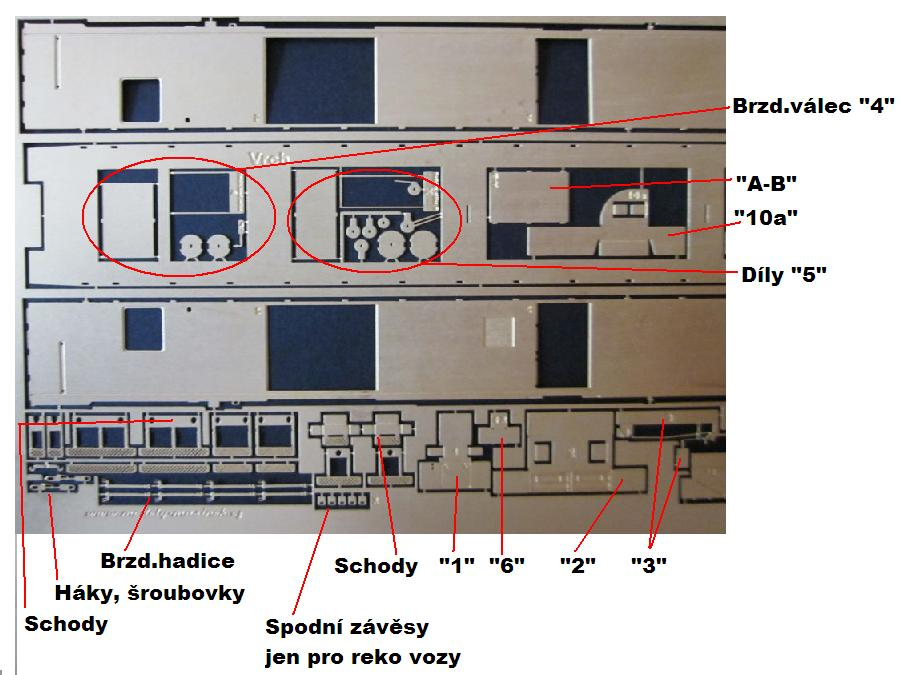 Vrch
Brzd.válec "4"
"A-B"
"10a"
Díly "5"
Brzd.hadice
Háky, šroubovky
Schody
Schody
"1"
"6"
"2"
"3"
Spodní závěsy
jen pro reko vozy